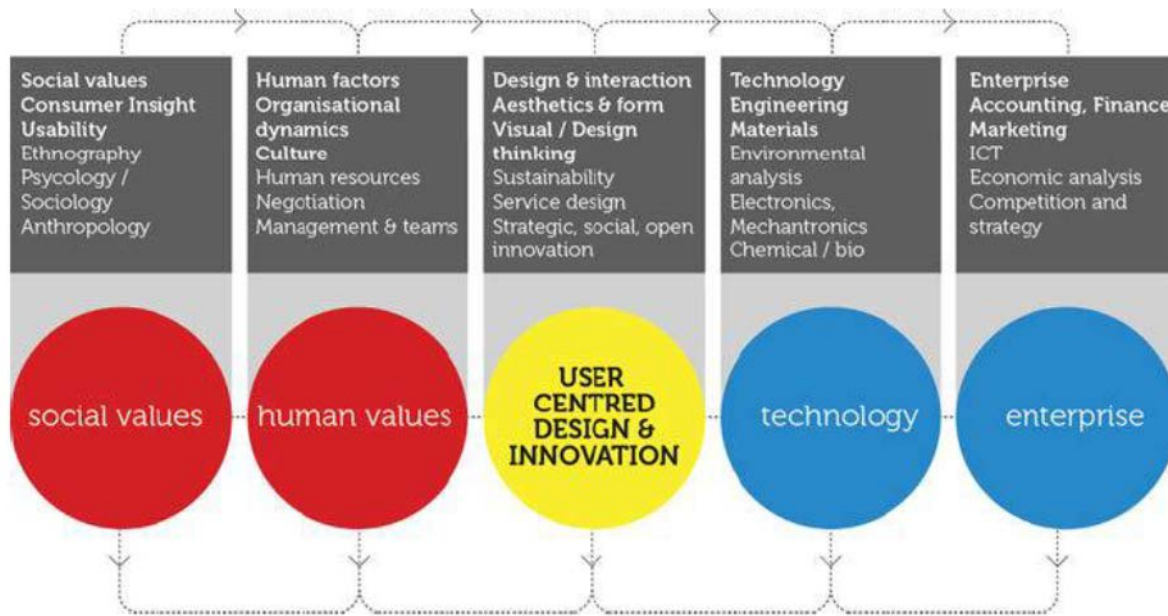 Social values
Consumer Insight
Usability
Ethnography
Psycology /
Sociology
Anthropology
Human factors
Organisational
dynamics
Culture
Human resources
Negotiation
Management & teams
Design & interaction
Aesthetics & form
Visual / Design
thinking
Sustainability
Service design
Strategic, social, open
innovation
Technology
Engineering
Materials
Environmental
analysis
Electronics,
Mechantronics
Chemical / bio
Enterprise
Accounting, Finance
Marketing
ICT
Economic analysis
Competition and
strategy
social values
human values
USER
CENTRED
DESIGN &
INNOVATION
technology
enterprise